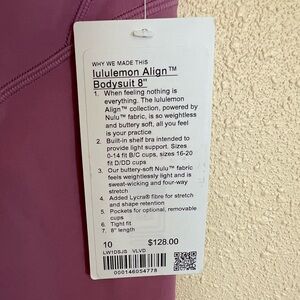 WHY WE MADE THIS
lululemon Align™
Bodysuit 8"
1. When feeling nothing is
everything. The lululemon
Align™ collection, powered by
Nulu™ fabric, is so weightless
and buttery soft, all you feel
is your practice
2. Built-in shelf bra intended to
provide light support. Sizes
0-14 fit B/C cups, sizes 16-20
fit D/DD cups
3. Our buttery-soft Nulu™ fabric
feels weightlessly light and is
sweat-wicking and four-way
stretch
4. Added Lycra® fibre for stretch
and shape retention
5. Pockets for optional, removable
cups
6. Tight fit
7. 8" length
10 $128.00
LW1DSJS VLVD
000146054778